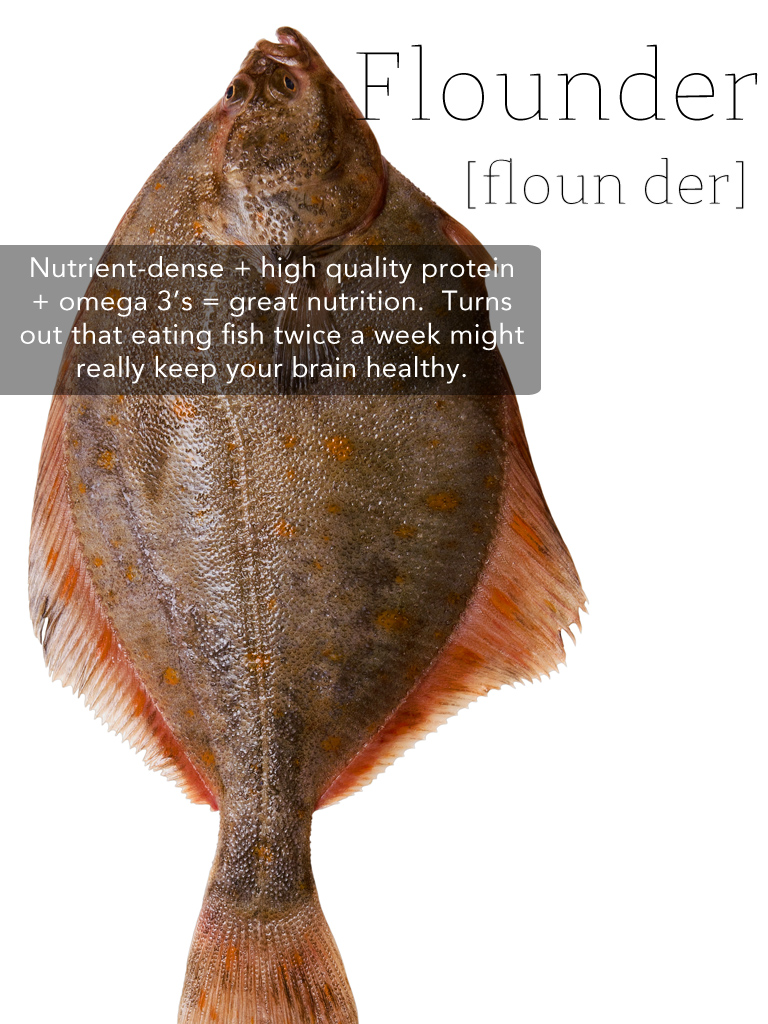 Flounder
[floun der]
Nutrient-dense + high quality protein
+ omega 3’s = great nutrition.  Turns
out that eating fish twice a week might
really keep your brain healthy.